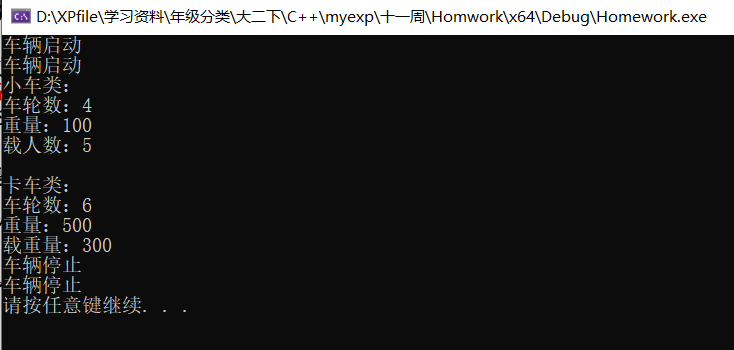 D:\XPfile\学习资料\年级分类\大二下\C++\myexp\十一周\Homwork\x64\Debug\Homework.exe
车辆启动
车辆启动
小车类：
车轮数：4
重量：100
载人数：5
卡车类：
车轮数：6
重量：500
载重量：300
车辆停止
车辆停止
请按任意键继续. . .